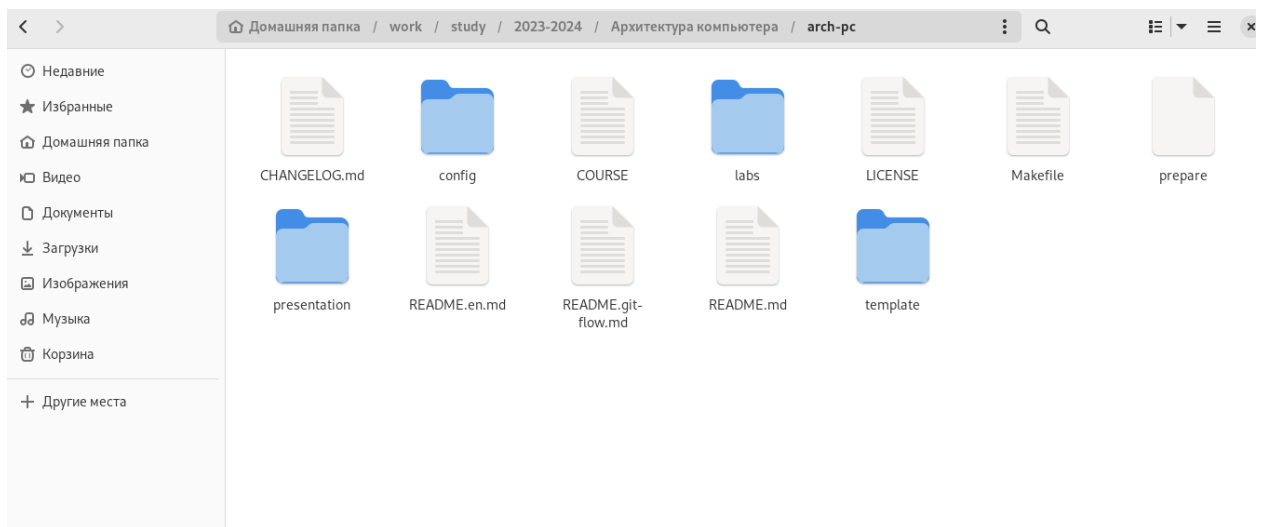 Домашняя папка / work / study / 2023-2024 / Архитектура компьютера / arch-pc
Недавние
Избранные
Домашняя папка
Видео
Документы
Загрузки
Изображения
Музыка
Корзина
Другие места
CHANGELOG.md config COURSE labs LICENSE Makefile prepare
presentation README.en.md README.git- README.md template
flow.md